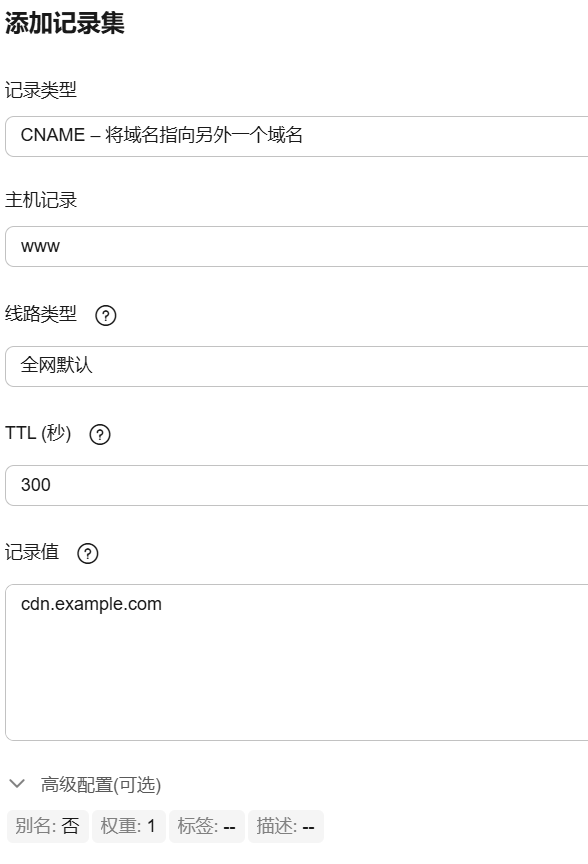 添加记录集
记录类型
CNAME – 将域名指向另外一个域名
主机记录
www
线路类型 ?
全网默认
TTL (秒) ?
300
记录值 ?
cdn.example.com
高级配置(可选)
别名: 否 权重: 1 标签: -- 描述: --